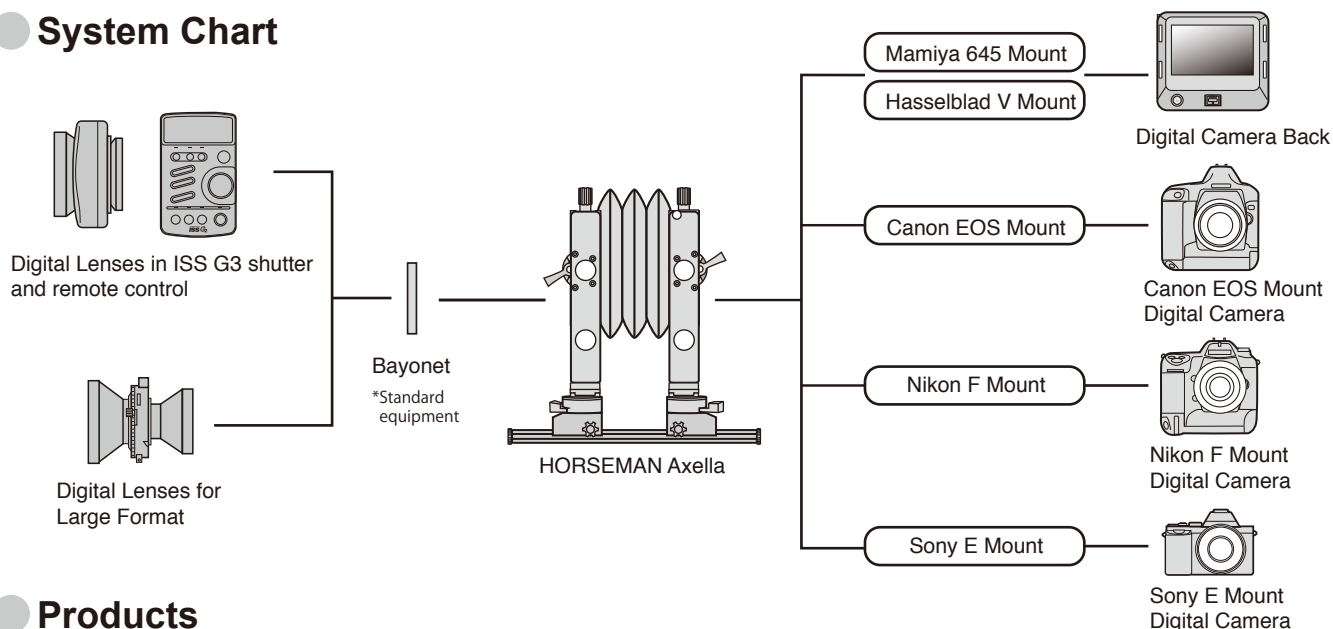 System Chart
Digital Lenses in ISS G3 shutter
and remote control
Digital Lenses for
Large Format
Bayonet
*Standard
equipment
HORSEMAN Axella
Mamiya 645 Mount
Hasselblad V Mount
Canon EOS Mount
Nikon F Mount
Sony E Mount
Digital Camera Back
Canon EOS Mount
Digital Camera
Nikon F Mount
Digital Camera
Sony E Mount
Digital Camera
Products